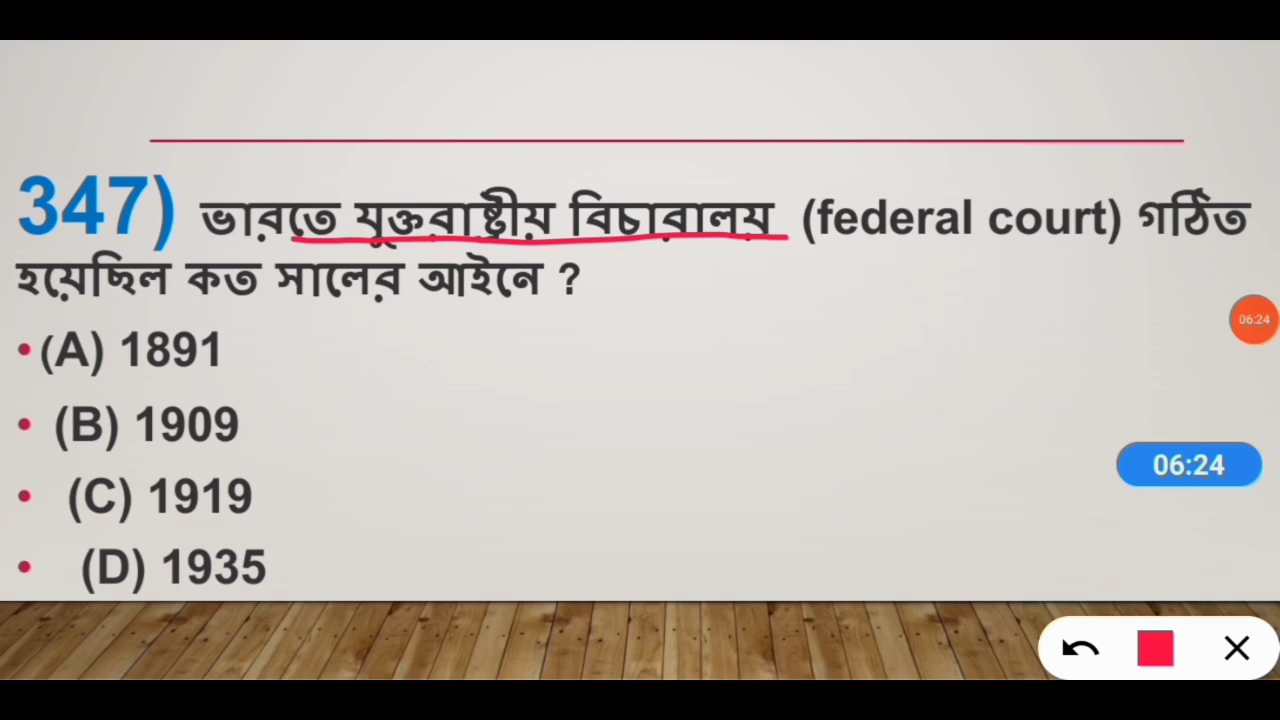 347) ভারতে যুক্তরাষ্ট্রীয় বিচারালয় (federal court) গঠিত
হয়েছিল কত সালের আইনে ?
• (A) 1891
• (B) 1909
• (C) 1919
• (D) 1935
06:24
06:24